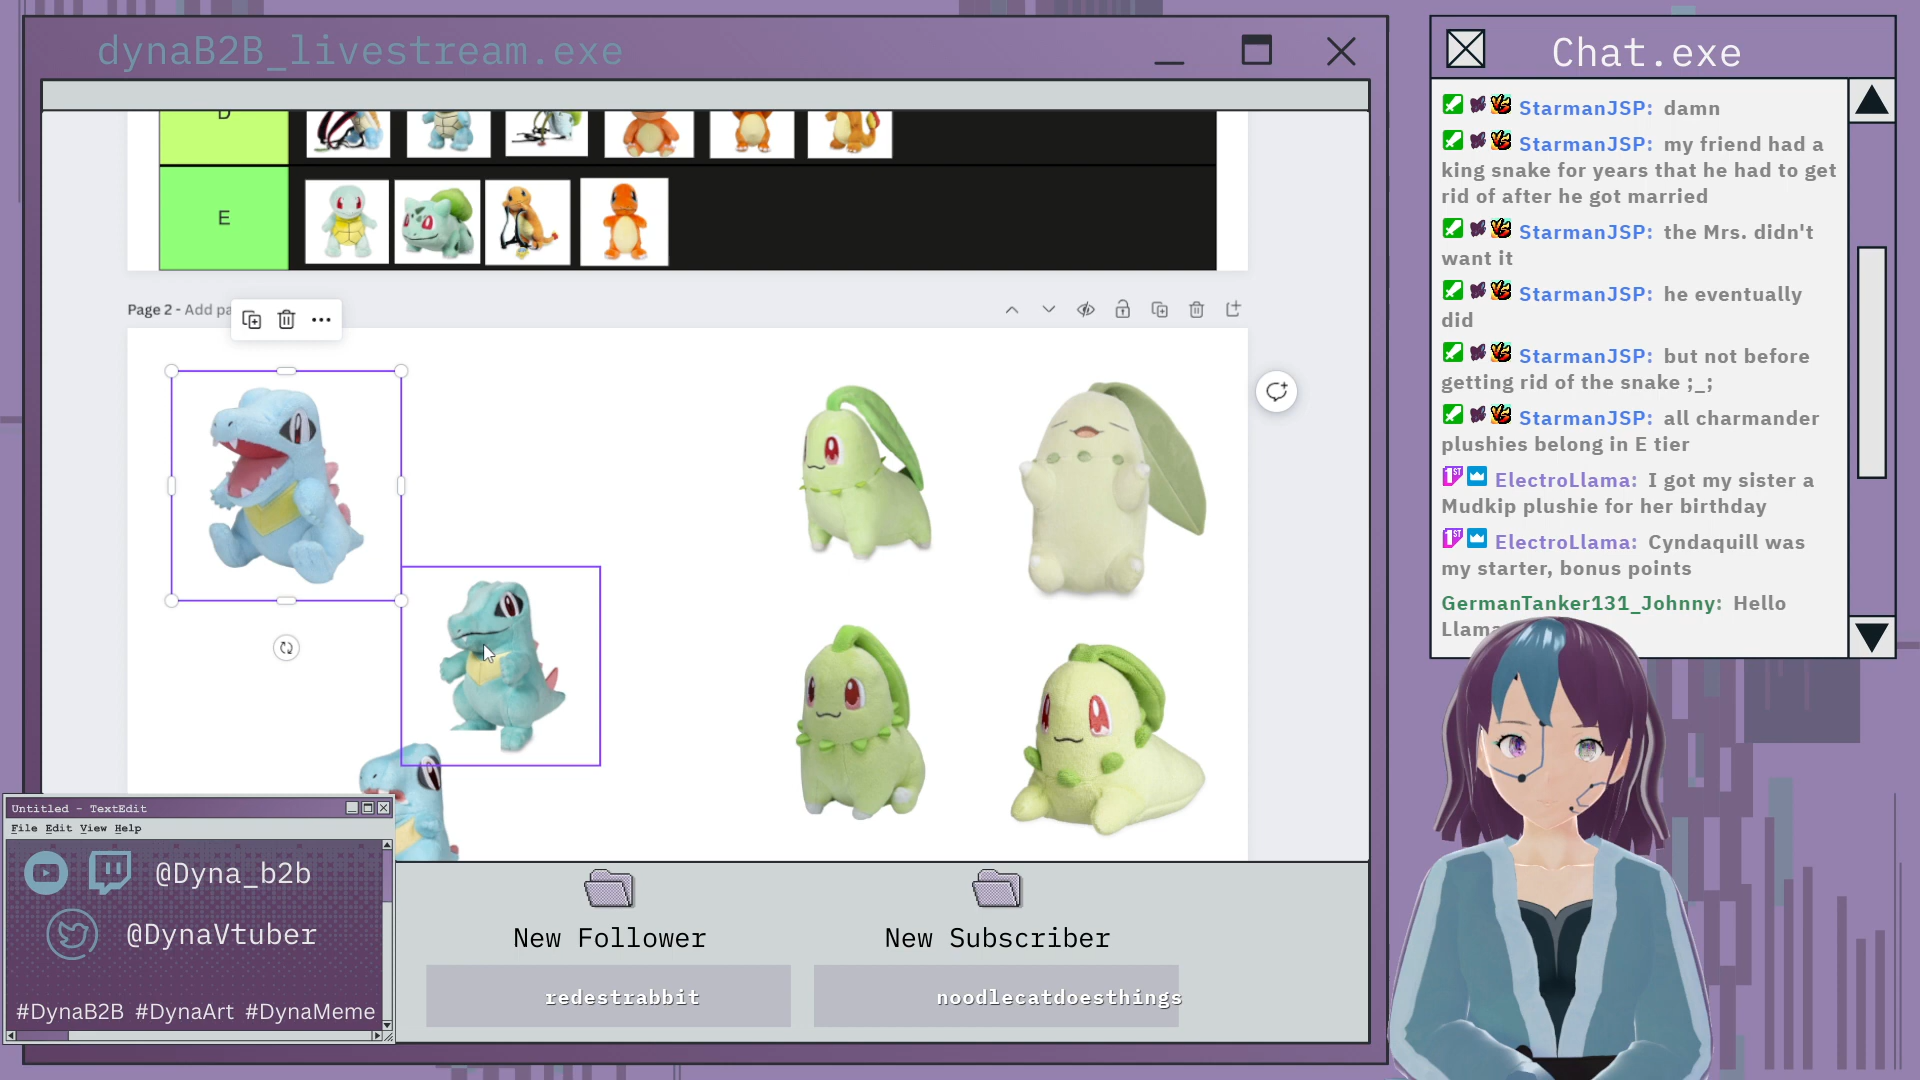 dynaB2B_livestream.exe
D
E
Page 2 - Add pa
Untitled - TextEdit
File Edit View Help
@Dyna_b2b
@DynaVtuber
#DynaB2B #DynaArt #DynaMeme
New Follower
redestrabbit
New Subscriber
noodlecatdoesthings
Chat.exe
StarmanJSP: damn
StarmanJSP: my friend had a
king snake for years that he had to get
rid of after he got married
StarmanJSP: the Mrs. didn't
want it
StarmanJSP: he eventually
did
StarmanJSP: but not before
getting rid of the snake ;_;
StarmanJSP: all charmander
plushies belong in E tier
1ST ElectroLlama: I got my sister a
Mudkip plushie for her birthday
1ST ElectroLlama: Cyndaquill was
my starter, bonus points
GermanTanker131_Johnny: Hello
Llama